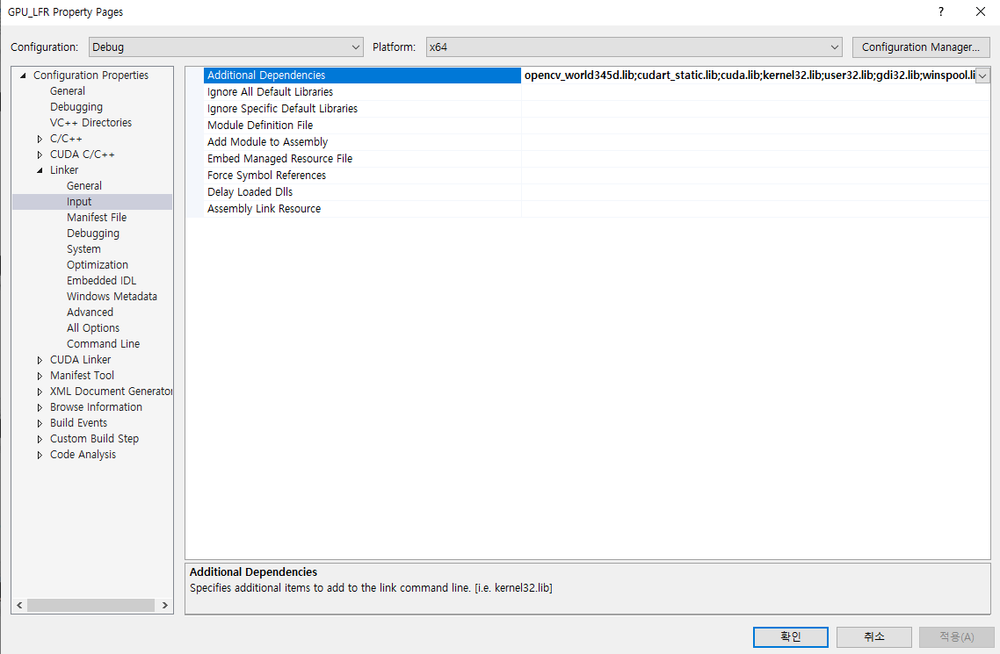 GPU_LFR Property Pages
?
Configuration: Debug Platform: x64 Configuration Manager...
Configuration Properties
General
Debugging
VC++ Directories
C/C++
CUDA C/C++
Linker
General
Input
Manifest File
Debugging
System
Optimization
Embedded IDL
Windows Metadata
Advanced
All Options
Command Line
CUDA Linker
Manifest Tool
XML Document Generator
Browse Information
Build Events
Custom Build Step
Code Analysis
Additional Dependencies opencv_world345d.lib;cudart_static.lib;cuda.lib;kernel32.lib;user32.lib;gdi32.lib;winspool.li
Ignore All Default Libraries
Ignore Specific Default Libraries
Module Definition File
Add Module to Assembly
Embed Managed Resource File
Force Symbol References
Delay Loaded Dlls
Assembly Link Resource
Additional Dependencies
Specifies additional items to add to the link command line. [i.e. kernel32.lib]
확인 취소 적용(A)